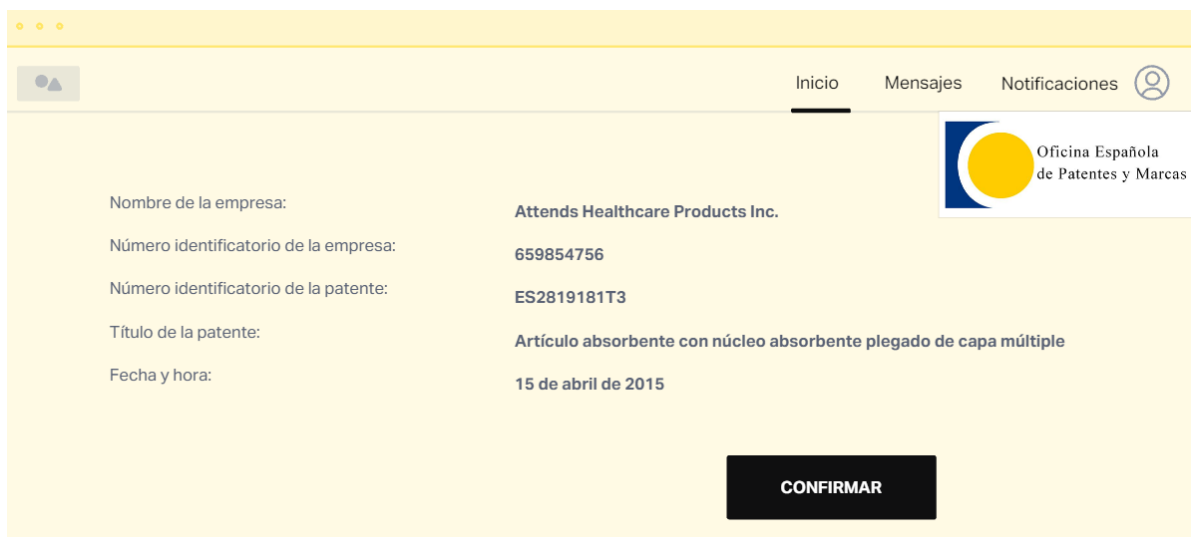 Inicio Mensajes Notificaciones
Oficina Española
de Patentes y Marcas
Nombre de la empresa: Attends Healthcare Products Inc.
Número identificatorio de la empresa: 659854756
Número identificatorio de la patente: ES2819181T3
Título de la patente: Artículo absorbente con núcleo absorbente plegado de capa múltiple
Fecha y hora: 15 de abril de 2015
CONFIRMAR